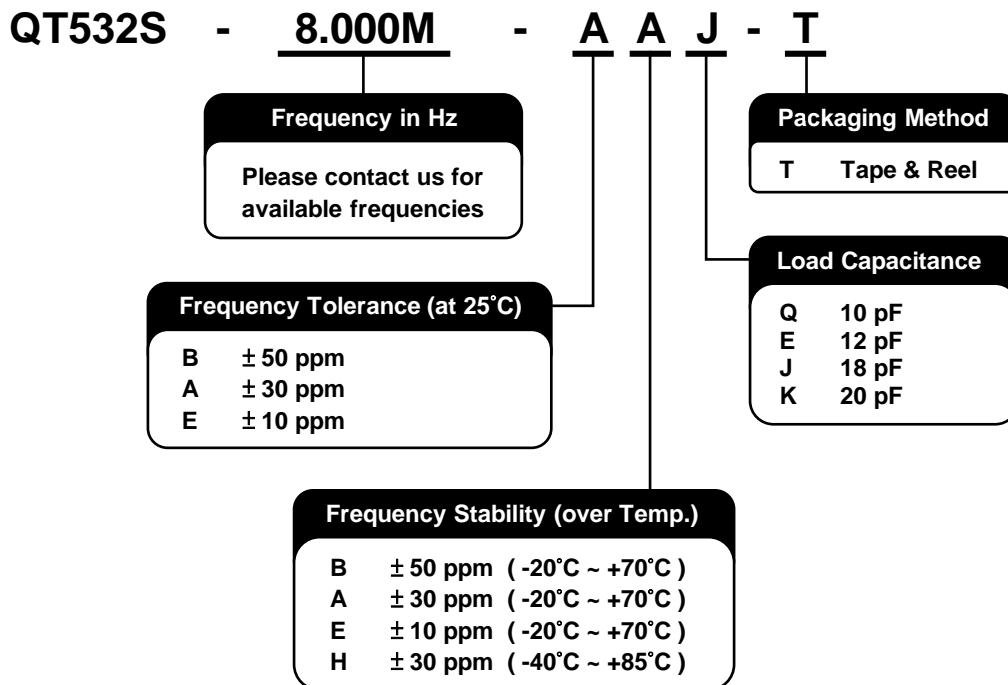 QT532S - 8.000M - A A J - T
Frequency in Hz
Please contact us for
available frequencies
Packaging Method
T Tape & Reel
Load Capacitance
Q 10 pF
E 12 pF
J 18 pF
K 20 pF
Frequency Tolerance (at 25°C)
B ± 50 ppm
A ± 30 ppm
E ± 10 ppm
Frequency Stability (over Temp.)
B ± 50 ppm ( -20°C ~ +70°C )
A ± 30 ppm ( -20°C ~ +70°C )
E ± 10 ppm ( -20°C ~ +70°C )
H ± 30 ppm ( -40°C ~ +85°C )